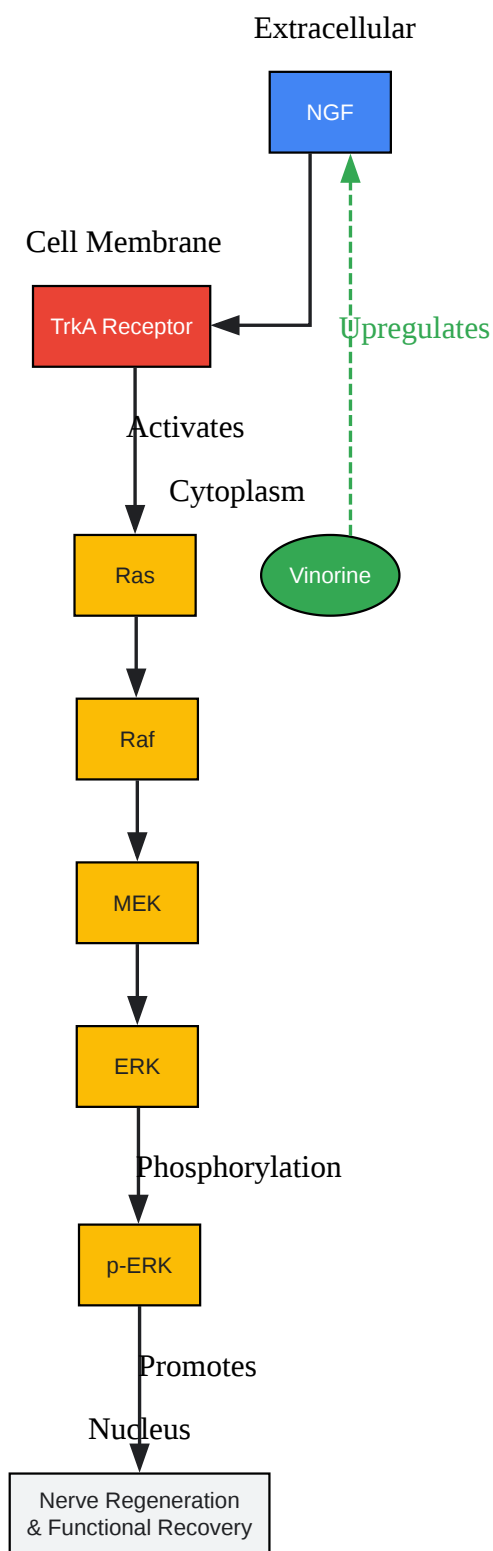 Extracellular
NGF
Cell Membrane
TrkA Receptor
Upregulates
Activates
Cytoplasm
Ras
Vinorine
Raf
MEK
ERK
Phosphorylation
p-ERK
Promotes
Nucleus
Nerve Regeneration
& Functional Recovery